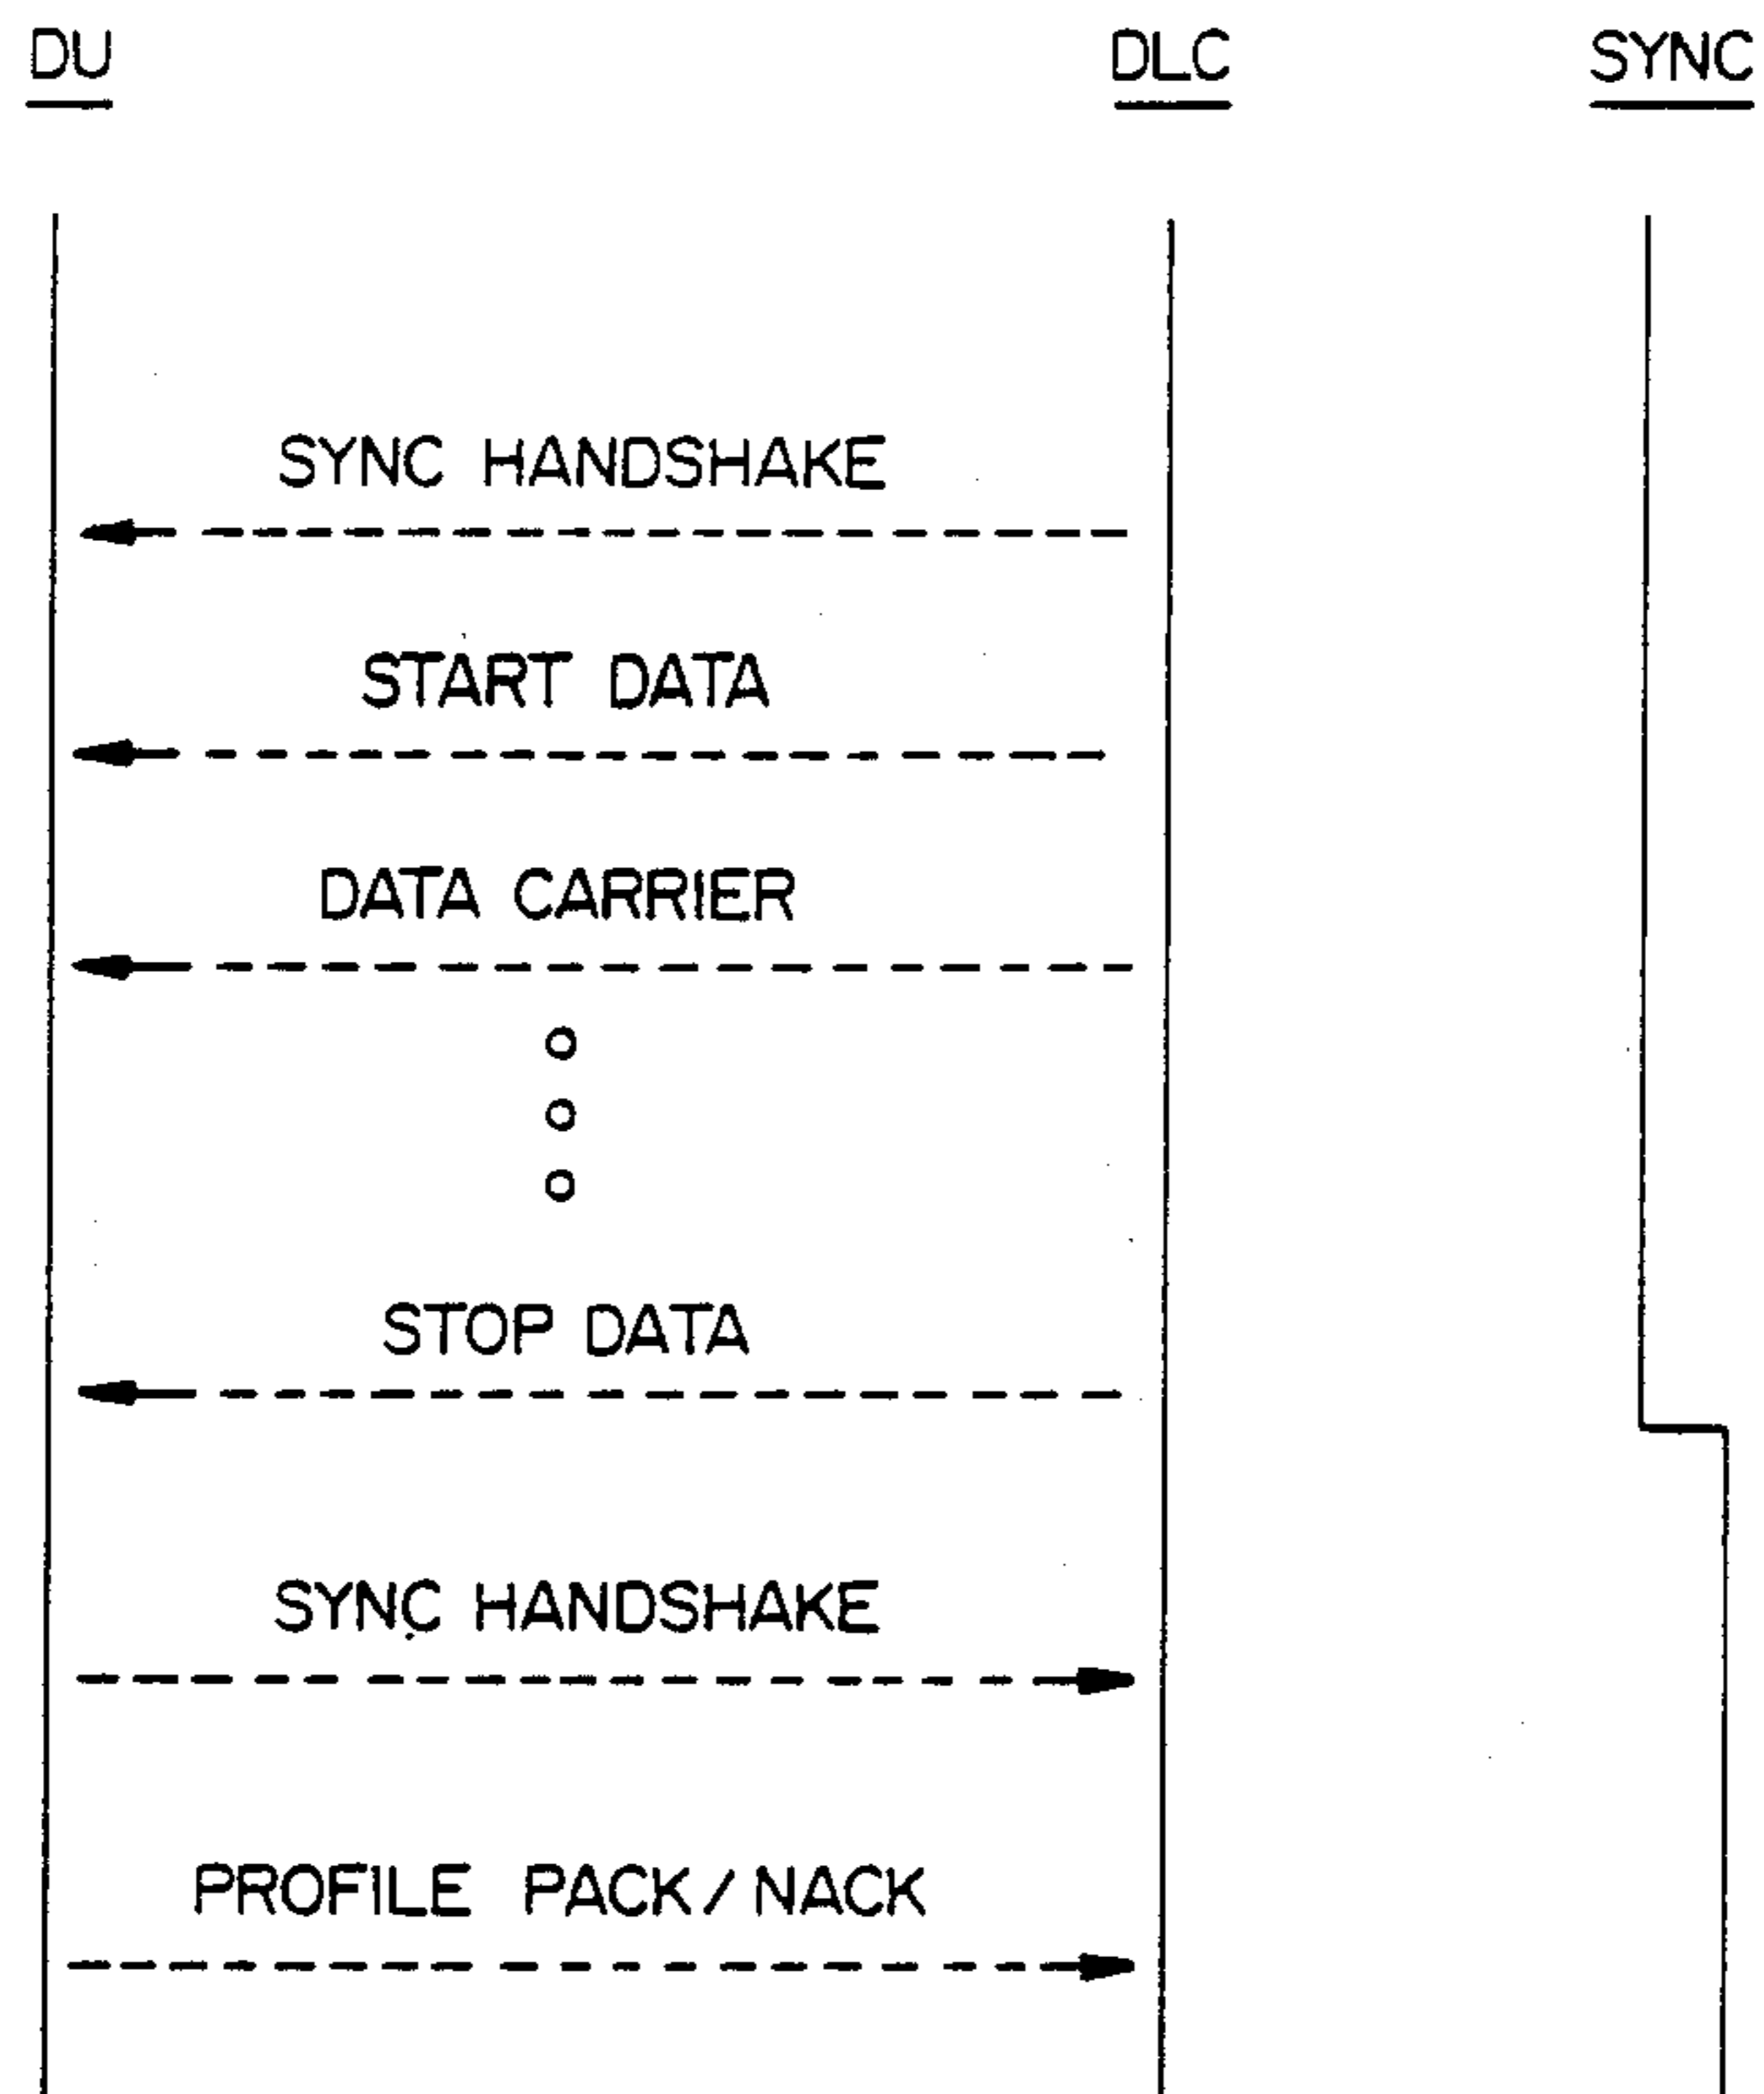 DU DLC SYNC
SYNC HANDSHAKE
START DATA
DATA CARRIER
STOP DATA
SYNC HANDSHAKE
PROFILE PACK/NACK